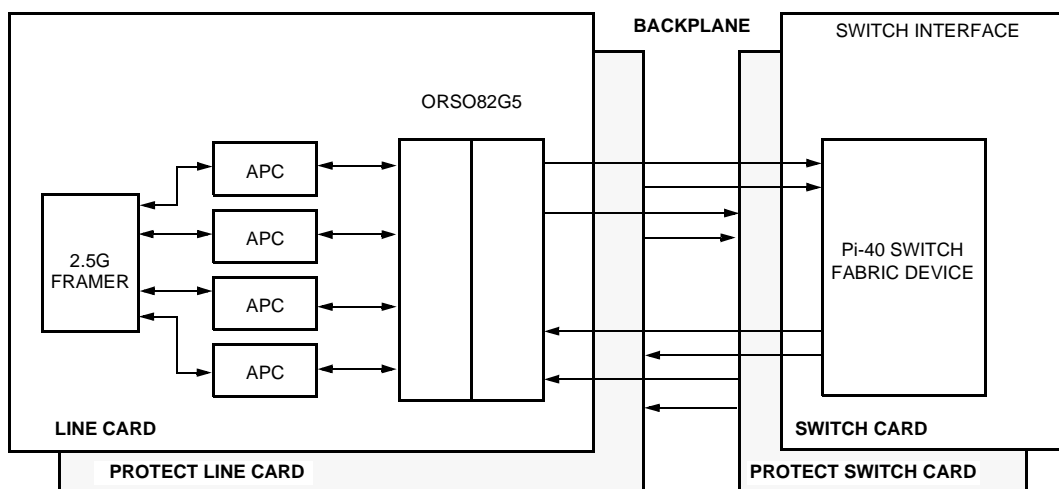 BACKPLANE
SWITCH INTERFACE
ORSO82G5
APC
APC
APC
APC
2.5G
FRAMER
Pi-40 SWITCH
FABRIC DEVICE
LINE CARD
SWITCH CARD
PROTECT LINE CARD
PROTECT SWITCH CARD